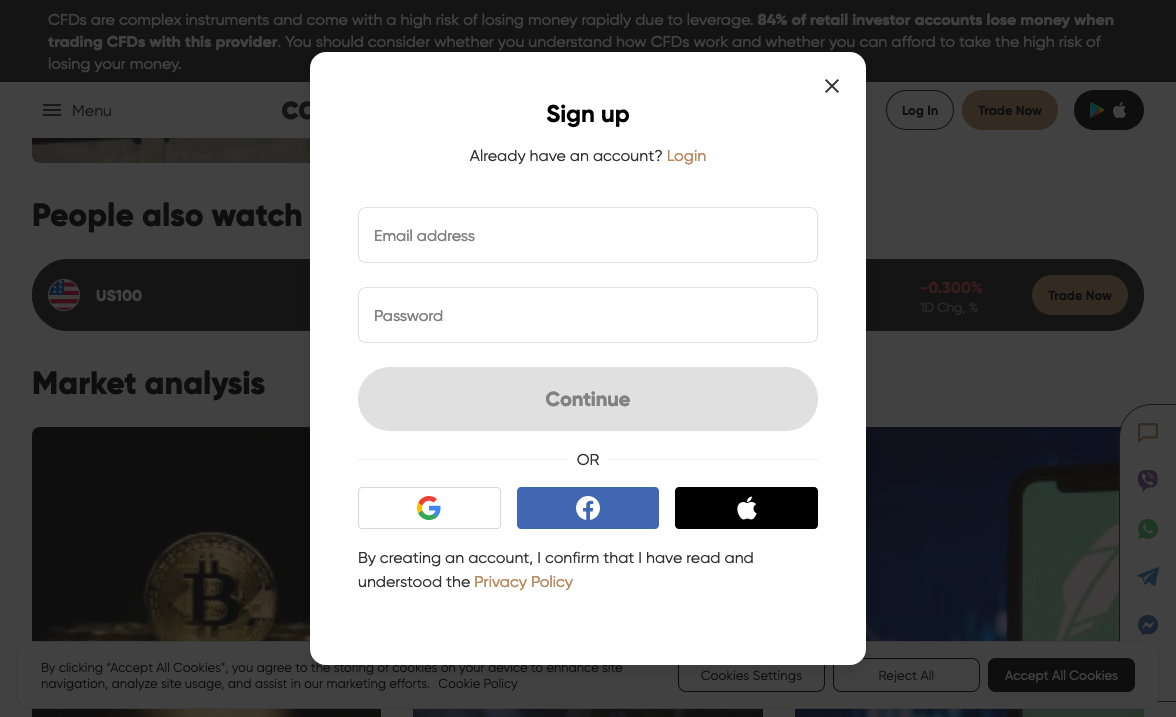 CFDs are complex instruments and come with a high risk of losing money rapidly due to leverage. 84% of retail investor accounts lose money when
trading CFDs with this provider. You should consider whether you understand how CFDs work and whether you can afford to take the high risk of
losing your money.
Menu
Log In
Trade Now
Sign up
Already have an account? Login
People also watch
Email address
US100
-0.300%
1D Chg, %
Trade Now
Password
Market analysis
Continue
OR
By creating an account, I confirm that I have read and
understood the Privacy Policy
By clicking “Accept All Cookies”, you agree to the storing of cookies on your device to enhance site
navigation, analyze site usage, and assist in our marketing efforts. Cookie Policy
Cookies Settings
Reject All
Accept All Cookies